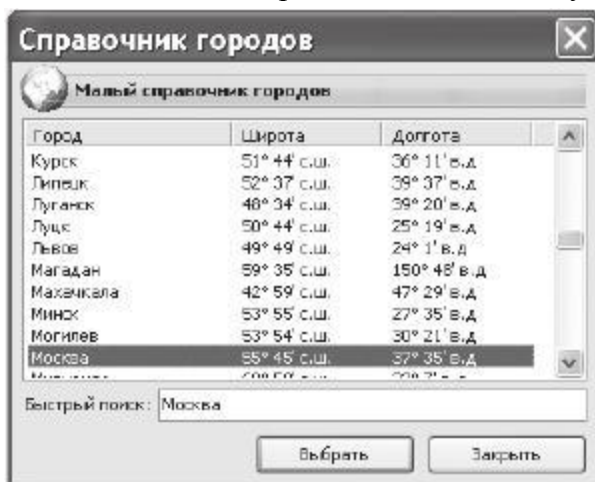 Справочник городов
Малый справочник городов
Город Широта Долгота
Курск 51° 44' с.ш. 36° 11' в.д
Липецк 52° 37' с.ш. 39° 37' в.д
Луганск 48° 34' с.ш. 39° 20' в.д
Луцк 50° 44' с.ш. 25° 19' в.д
Львов 49° 49' с.ш. 24° 1' в.д
Магадан 59° 35' с.ш. 150° 48' в.д
Махачкала 42° 59' с.ш. 47° 29' в.д
Минск 53° 55' с.ш. 27° 35' в.д
Могилев 53° 54' с.ш. 30° 21' в.д
Москва 55° 45' с.ш. 37° 35' в.д
Быстрый поиск: Москва
Выбрать Закрыть